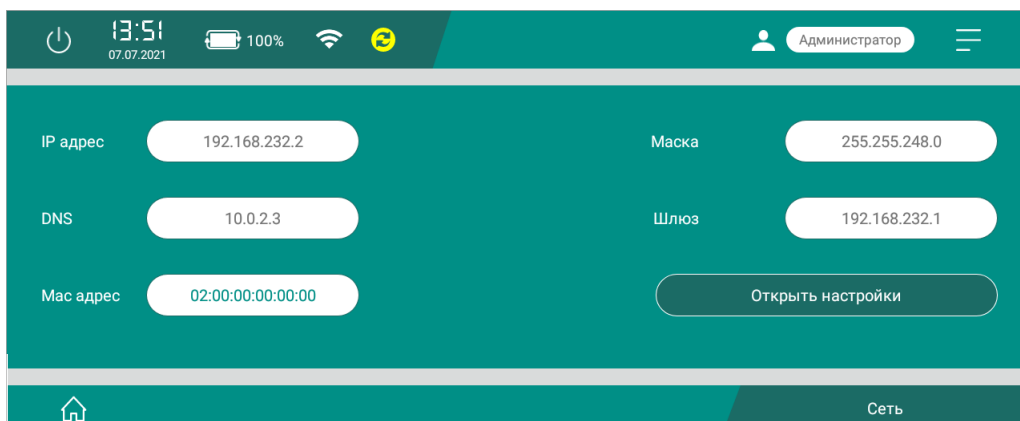 13:51
07.07.2021
100%
Администратор
IP адрес 192.168.232.2 Маска 255.255.248.0
DNS 10.0.2.3 Шлюз 192.168.232.1
Mac адрес 02:00:00:00:00:00 Открыть настройки
Сеть